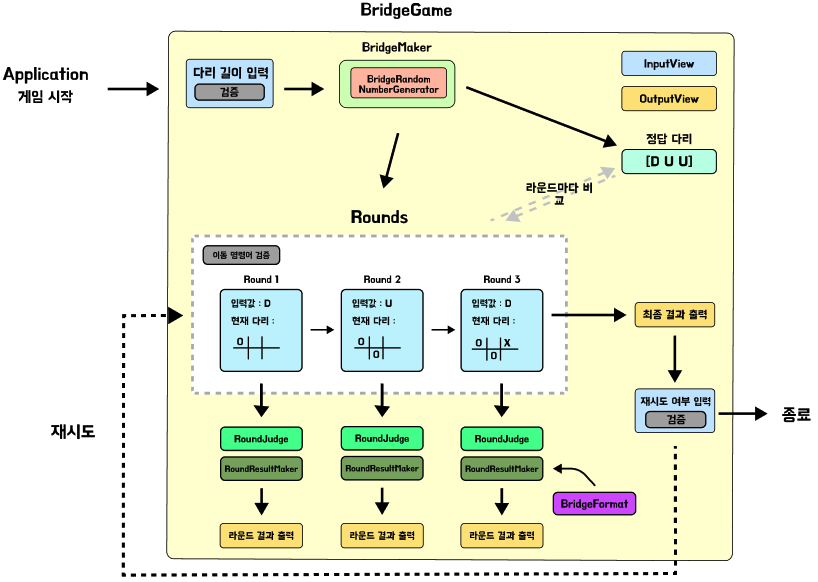 BridgeGame
Application
게임 시작
다리 길이 입력
검증
BridgeMaker
BridgeRandom
NumberGenerator
InputView
OutputView
정답 다리
[D U U]
라운드마다 비
교
Rounds
이동 명령어 검증
Round 1
입력값 : D
현재 다리 :
O
Round 2
입력값 : U
현재 다리 :
O
O
Round 3
입력값 : D
현재 다리 :
O X
O
최종 결과 출력
재시도 여부 입력
검증
종료
재시도
RoundJudge
RoundResultMaker
라운드 결과 출력
RoundJudge
RoundResultMaker
라운드 결과 출력
RoundJudge
RoundResultMaker
라운드 결과 출력
BridgeFormat